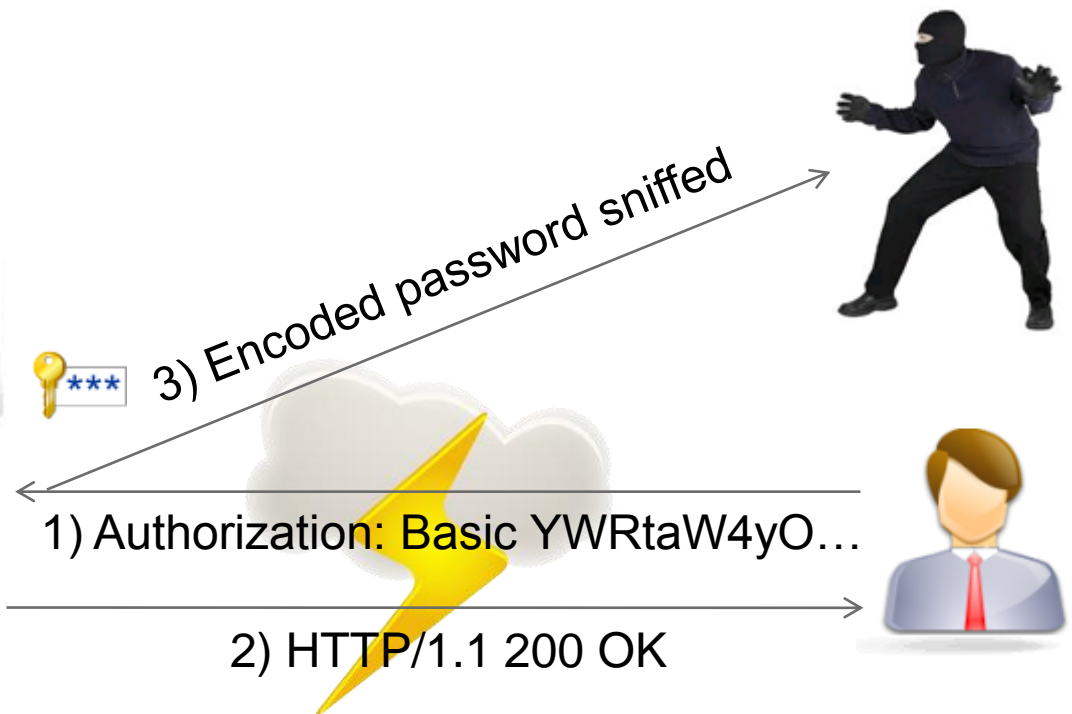 3) Encoded password sniffed
***
1) Authorization: Basic YWRtaW4yO…
2) HTTP/1.1 200 OK